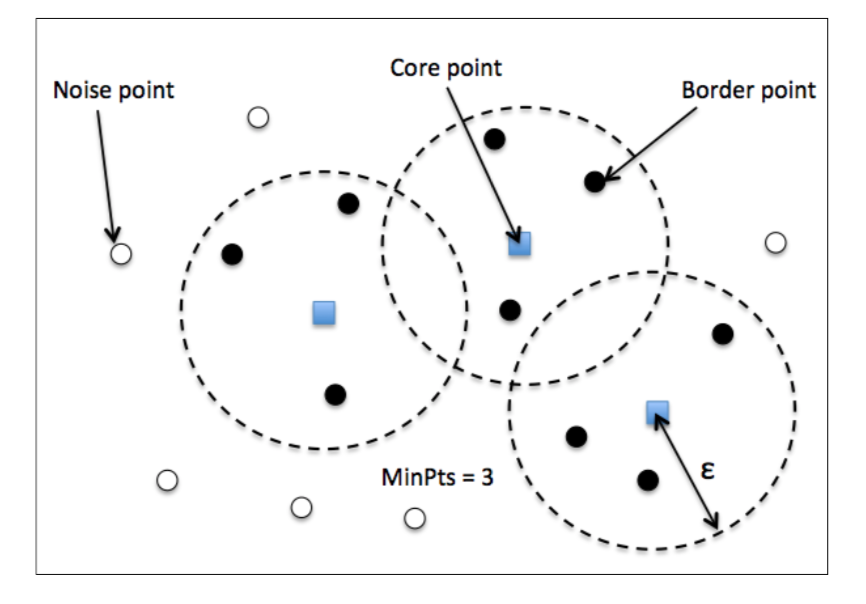 Core point
Noise point
Border point
MinPts = 3
ε